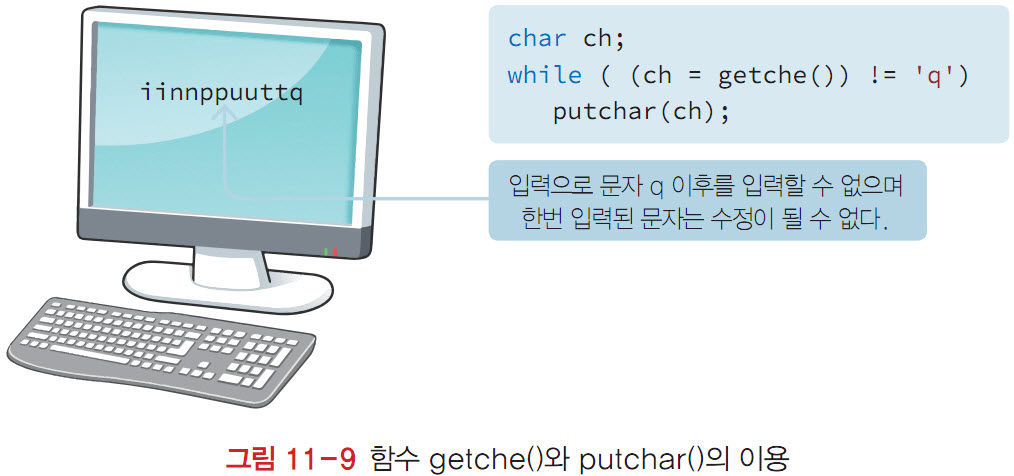 iinnppuuttq
char ch;
while ( (ch = getche()) != 'q')
putchar(ch);
입력으로 문자 q 이후를 입력할 수 없으며
한번 입력된 문자는 수정이 될 수 없다.
그림 11-9 함수 getche()와 putchar()의 이용